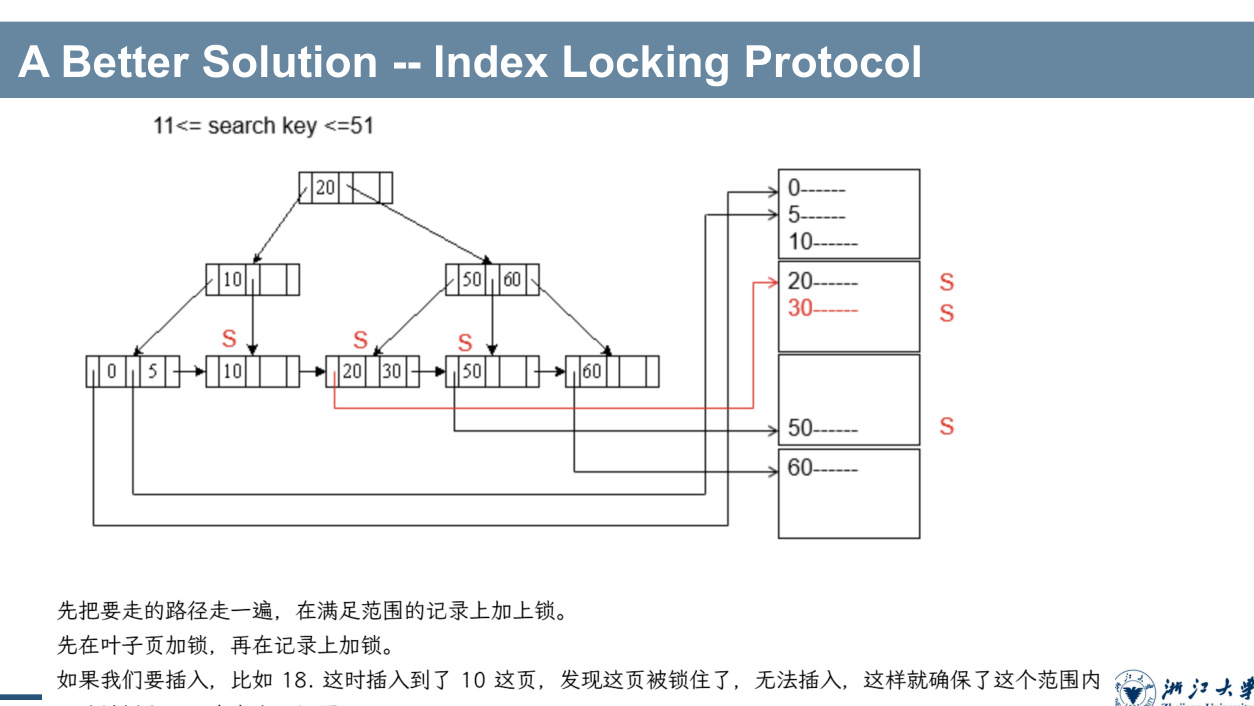 A Better Solution -- Index Locking Protocol
11<= search key <=51
20
10
50 60
S S S
0 5
10
20 30
50
60
0------
5------
10------
20------ S
30------ S
50------ S
60------
先把要走的路径走一遍，在满足范围的记录上加上锁。
先在叶子页加锁，再在记录上加锁。
如果我们要插入，比如 18. 这时插入到了 10 这页，发现这页被锁住了，无法插入，这样就确保了这个范围内
浙江大学